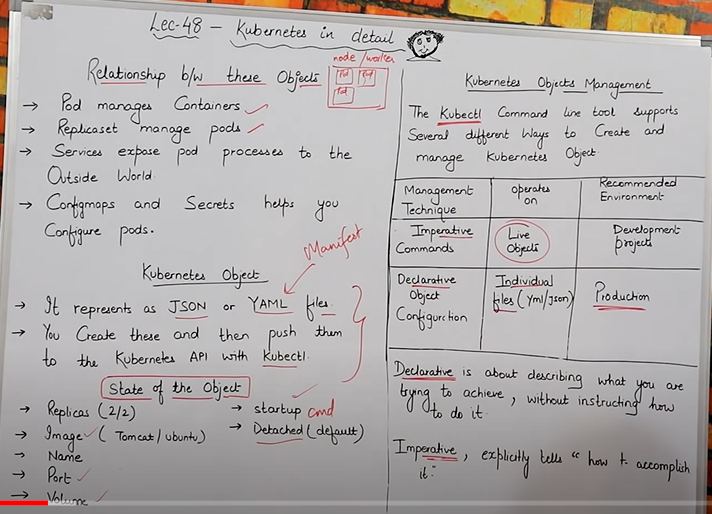 Lec-48 - Kubernetes in detail
Relationship b/w these Objects
node/worker
Pod Pod
Pod
→ Pod manages Containers ✓
→ Replicaset manage pods ✓
→ Services expose pod processes to the
Outside World.
→ Configmaps and Secrets helps you
Configure pods.
Manifest
Kubernetes Object
→ It represents as JSON or YAML files
→ You Create these and then push them
to the Kubernetes API with Kubectl
State of the Object
→ Replicas (2/2)
→ Image ✓ (Tomcat/ubuntu)
→ Name
→ Port ✓
→ Volume ✓
→ startup cmd
→ Detached (default)
Kubernetes Objects Management
The Kubectl Command line tool supports
Several different Ways to Create and
manage Kubernetes Object.
Management
Technique
operates
on
Recommended
Environment
Imperative
Commands
Live
Objects
Development
projects
Declarative
Object
Configurction
Individual
files (Yml/Json)
Production
Declarative is about describing what you are
trying to achieve, without instructing how
to do it
Imperative, explicitly tells "how to accomplish
it."